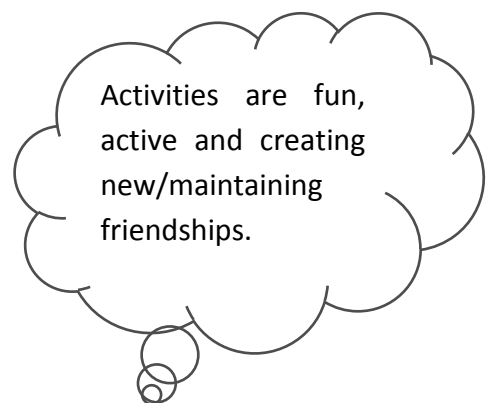 Activities are fun,
active and creating
new/maintaining
friendships.